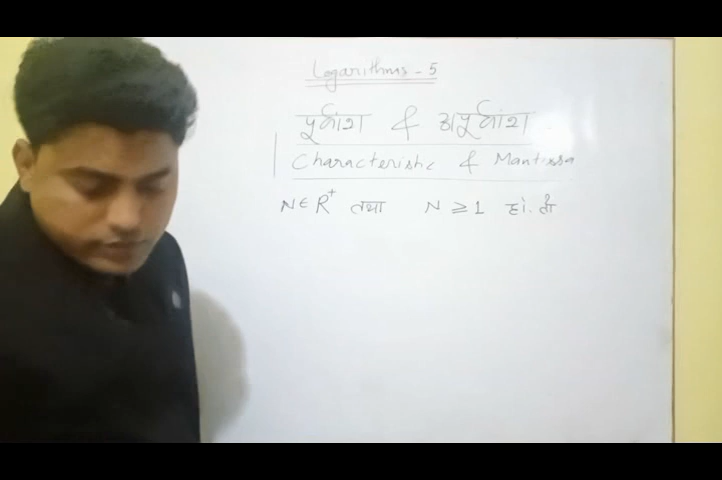 Logarithms - 5
पूर्णांश & अपूर्णांश
Characteristic & Mantissa
N ∈ R⁺ तथा N ≥ 1 हो. तो